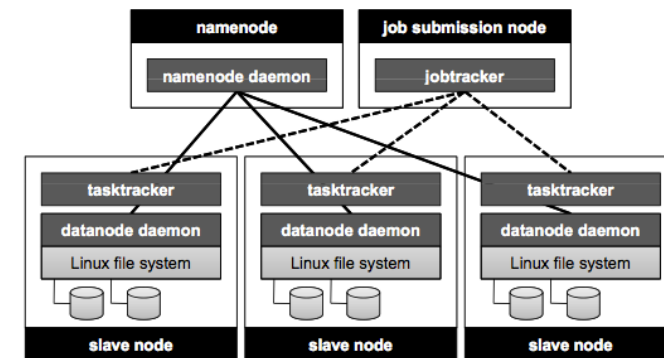 namenode
job submission node
namenode daemon
jobtracker
tasktracker
tasktracker
tasktracker
datanode daemon
datanode daemon
datanode daemon
Linux file system
Linux file system
Linux file system
slave node
slave node
slave node